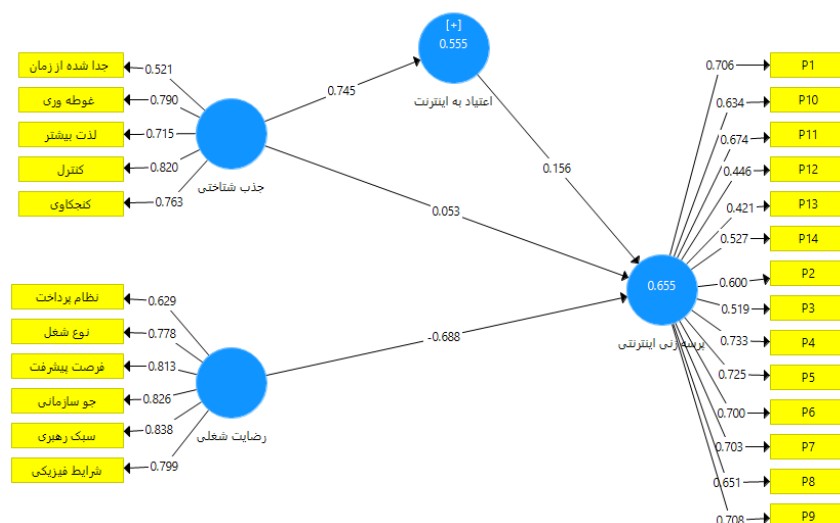 [+]
0.555
اعتیاد به اینترنت
جدا شده از زمان
0.521
غوطه وری
0.790
لذت بیشتر
0.715
کنترل
0.820
کنجکاوی
0.763
جذب شتاختی
0.745
0.156
0.053
-0.688
نظام پرداخت
0.629
نوع شغل
0.778
فرصت پیشرفت
0.813
جو سازمانی
0.826
سبک رهبری
0.838
شرایط فیزیکی
0.799
رضایت شغلی
0.655
پرسه زنی اینترنتی
0.706
P1
0.634
P10
0.674
P11
0.446
P12
0.421
P13
0.527
P14
0.600
P2
0.519
P3
0.733
P4
0.725
P5
0.700
P6
0.703
P7
0.651
P8
0.708
P9